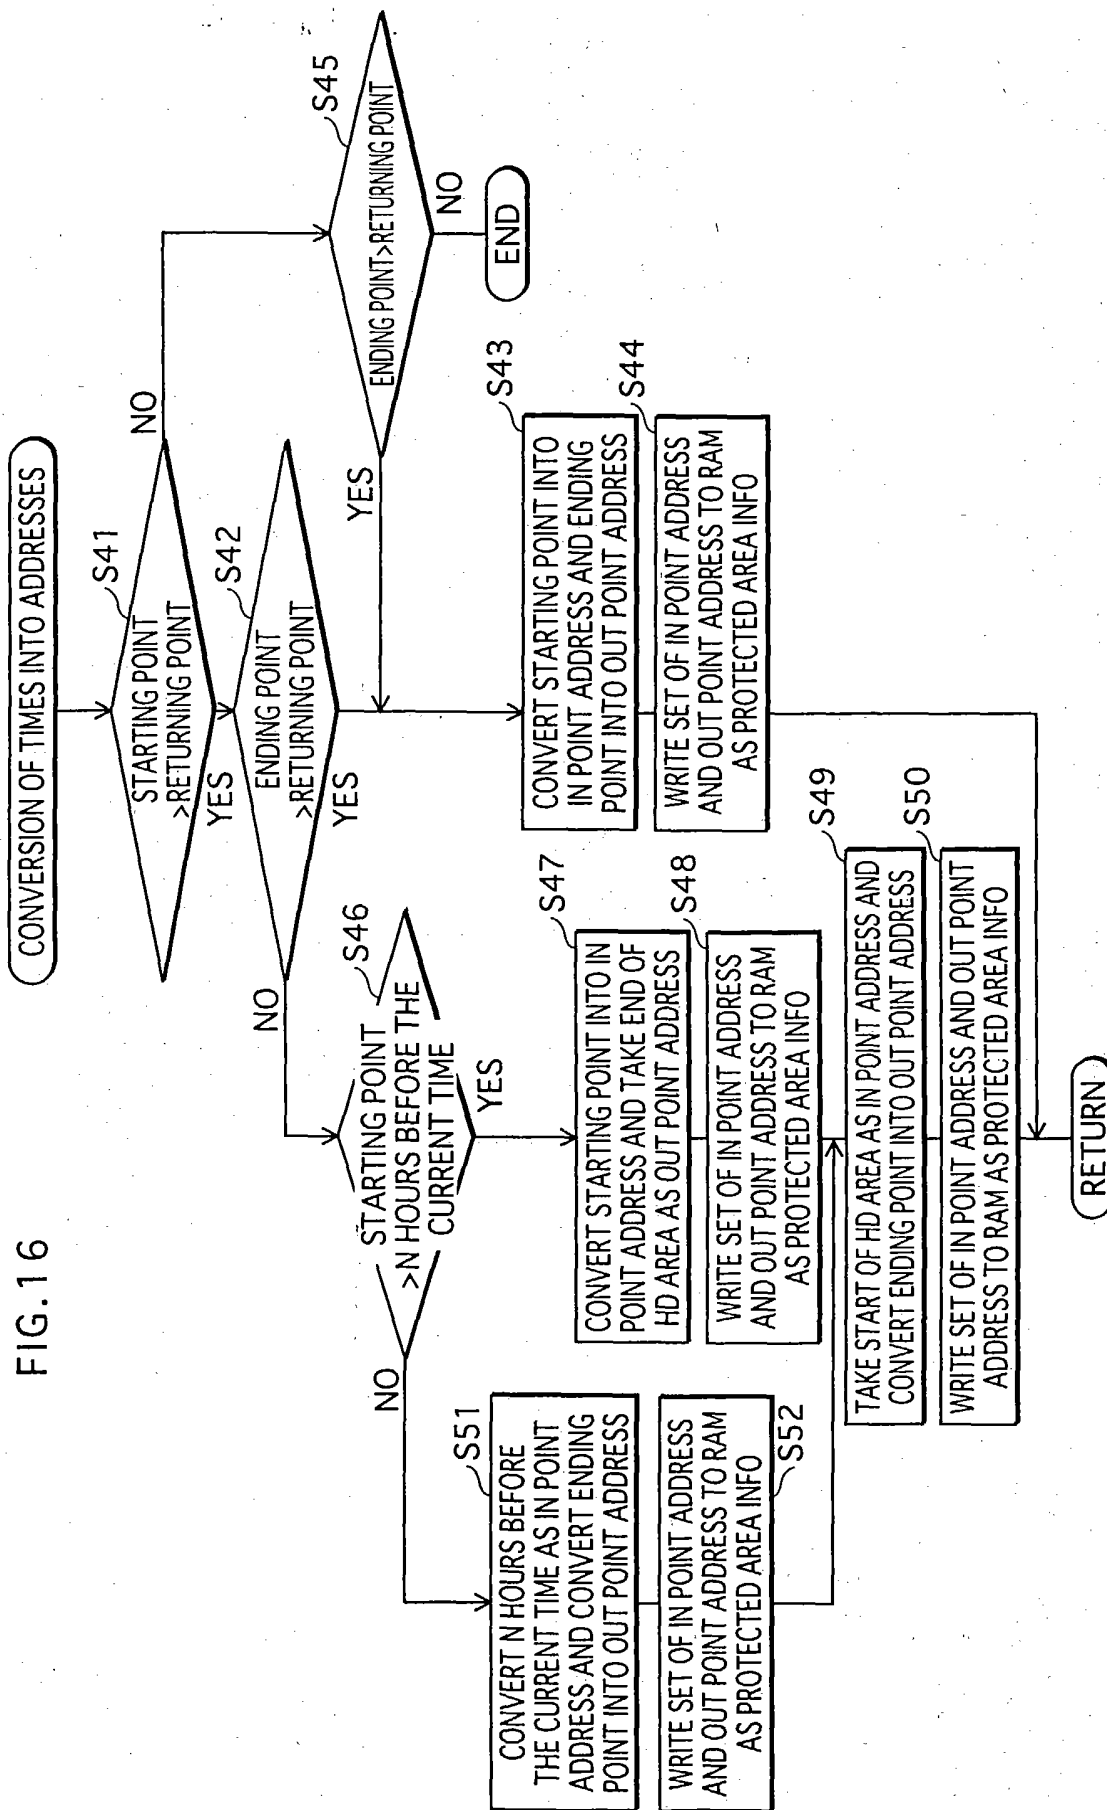 FIG.16
CONVERSION OF TIMES INTO ADDRESSES
S41
STARTING POINT
>RETURNING POINT
NO
YES
S42
ENDING POINT
>RETURNING POINT
NO
YES
S45
ENDING POINT>RETURNING POINT
YES
NO
END
S46
STARTING POINT
>N HOURS BEFORE THE
CURRENT TIME
NO
YES
S43
CONVERT STARTING POINT INTO
IN POINT ADDRESS AND ENDING
POINT INTO OUT POINT ADDRESS
S44
WRITE SET OF IN POINT ADDRESS
AND OUT POINT ADDRESS TO RAM
AS PROTECTED AREA INFO
S47
CONVERT STARTING POINT INTO IN
POINT ADDRESS AND TAKE END OF
HD AREA AS OUT POINT ADDRESS
S48
WRITE SET OF IN POINT ADDRESS
AND OUT POINT ADDRESS TO RAM
AS PROTECTED AREA INFO
S51
CONVERT N HOURS BEFORE
THE CURRENT TIME AS IN POINT
ADDRESS AND CONVERT ENDING
POINT INTO OUT POINT ADDRESS
WRITE SET OF IN POINT ADDRESS
AND OUT POINT ADDRESS TO RAM
AS PROTECTED AREA INFO
S52
S49
TAKE START OF HD AREA AS IN POINT ADDRESS AND
CONVERT ENDING POINT INTO OUT POINT ADDRESS
S50
WRITE SET OF IN POINT ADDRESS AND OUT POINT
ADDRESS TO RAM AS PROTECTED AREA INFO
RETURN